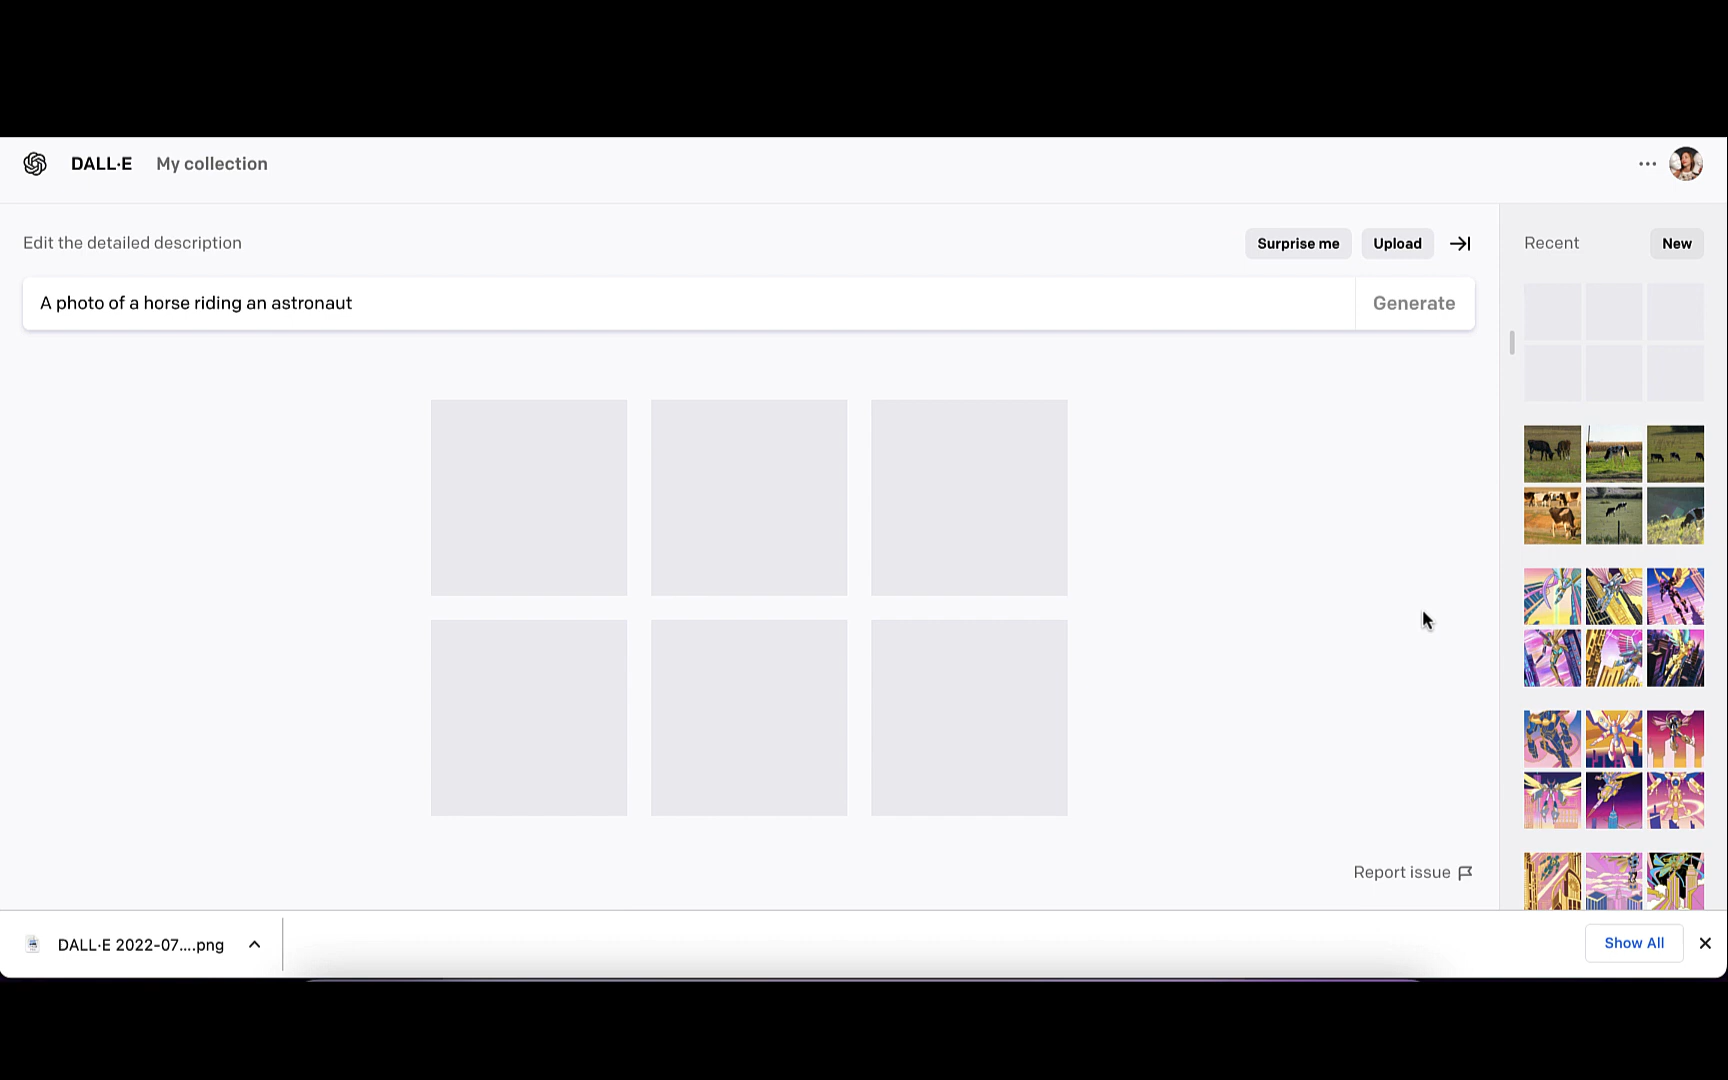 DALL·E My collection
Edit the detailed description
Surprise me Upload
Recent New
A photo of a horse riding an astronaut Generate
Report issue
DALL·E 2022-07....png
Show All